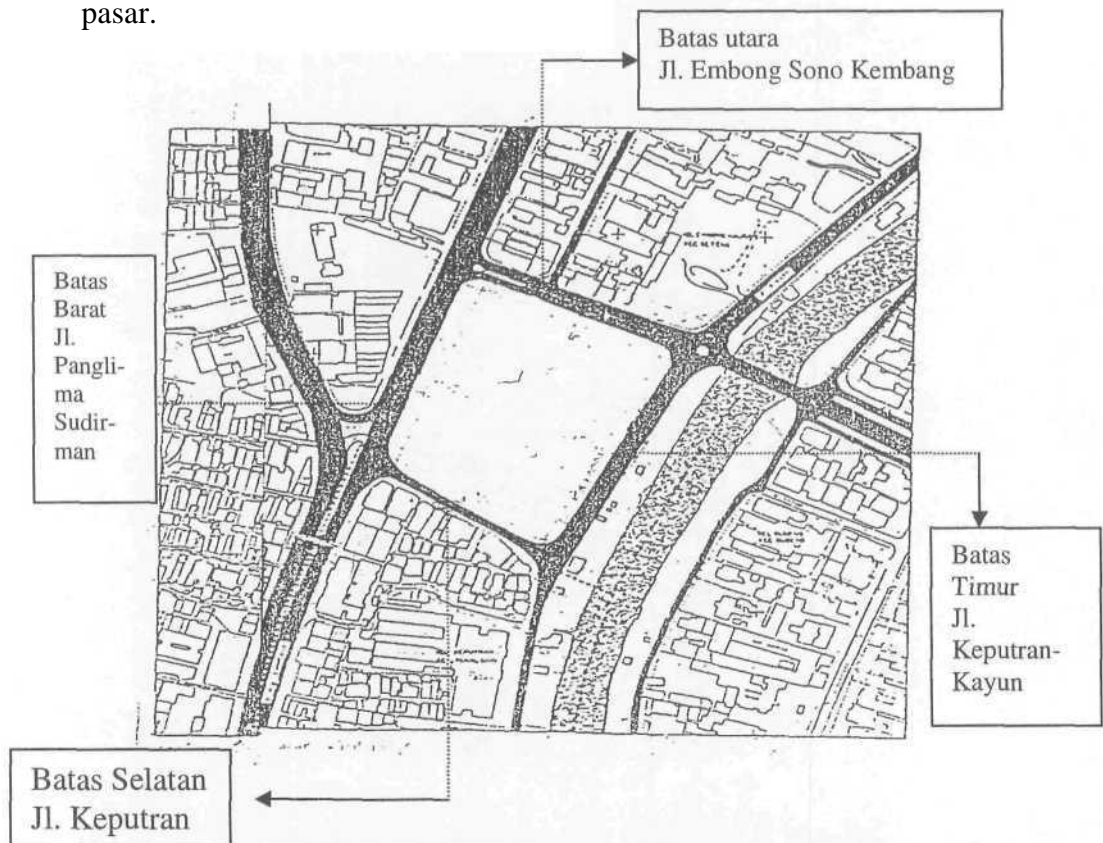 pasar.
Batas utara
Jl. Embong Sono Kembang
Batas
Barat
Jl.
Pangli-
ma
Sudir-
man
Batas
Timur
Jl.
Keputran-
Kayun
Batas Selatan
Jl. Keputran